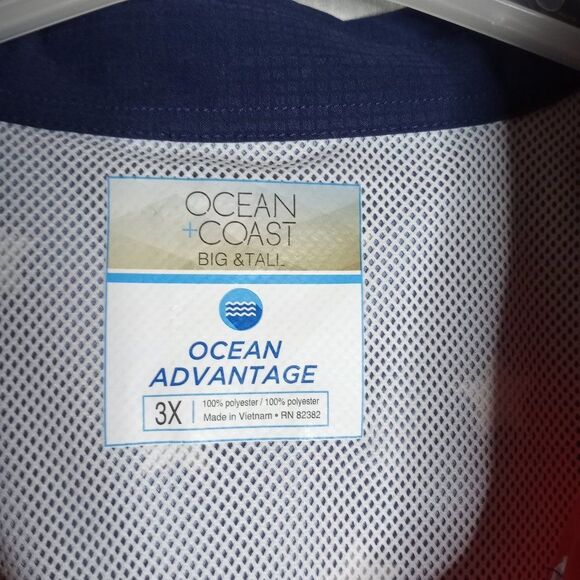 OCEAN
+COAST
BIG & TALL
OCEAN
ADVANTAGE
3X
100% polyester / 100% polyester
Made in Vietnam • RN 82382